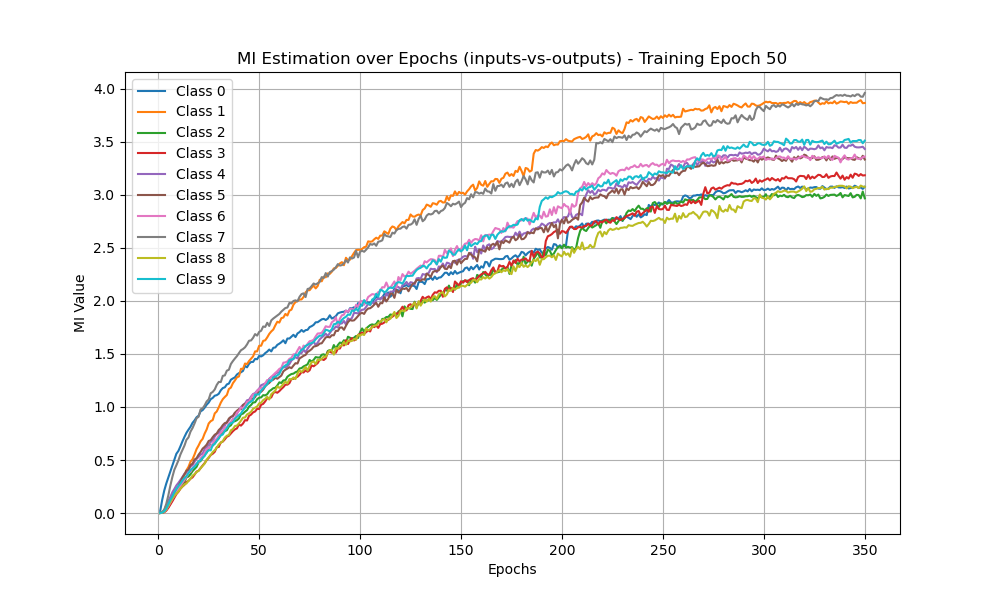 MI Estimation over Epochs (inputs-vs-outputs) - Training Epoch 50
4.0
3.5
3.0
2.5
2.0
1.5
1.0
0.5
0.0
MI Value
Class 0
Class 1
Class 2
Class 3
Class 4
Class 5
Class 6
Class 7
Class 8
Class 9
0 50 100 150 200 250 300 350
Epochs